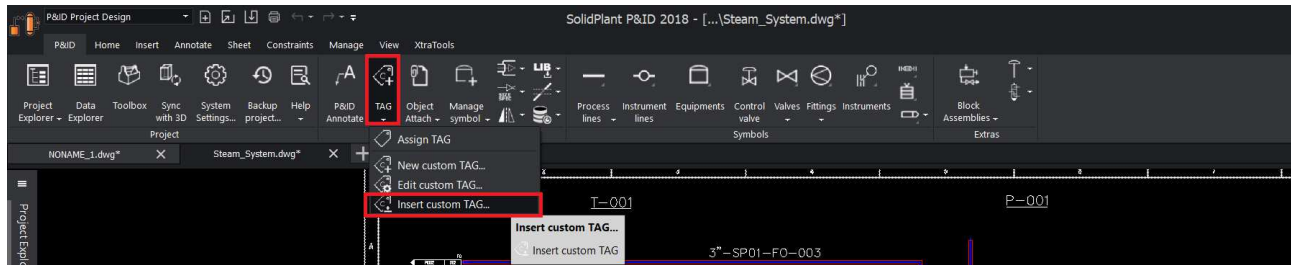 P&ID Project Design
SolidPlant P&ID 2018 - [...\Steam_System.dwg*]
P&ID Home Insert Annotate Sheet Constraints Manage View XtraTools
LIB
Project Explorer
Data Explorer
Toolbox
Sync with 3D
System Settings...
Backup project...
Help
P&ID Annotate
TAG
Object Attach
Manage symbol
Process lines
Instrument lines
Equipments
Control valve
Valves
Fittings
Instruments
Block Assemblies
Project
Symbols
Extras
NONAME_1.dwg*
Steam_System.dwg*
Assign TAG
New custom TAG...
Edit custom TAG...
Insert custom TAG...
Insert custom TAG...
Insert custom TAG
Project Explo
T-001
P-001
3"-SP01-FO-003
A